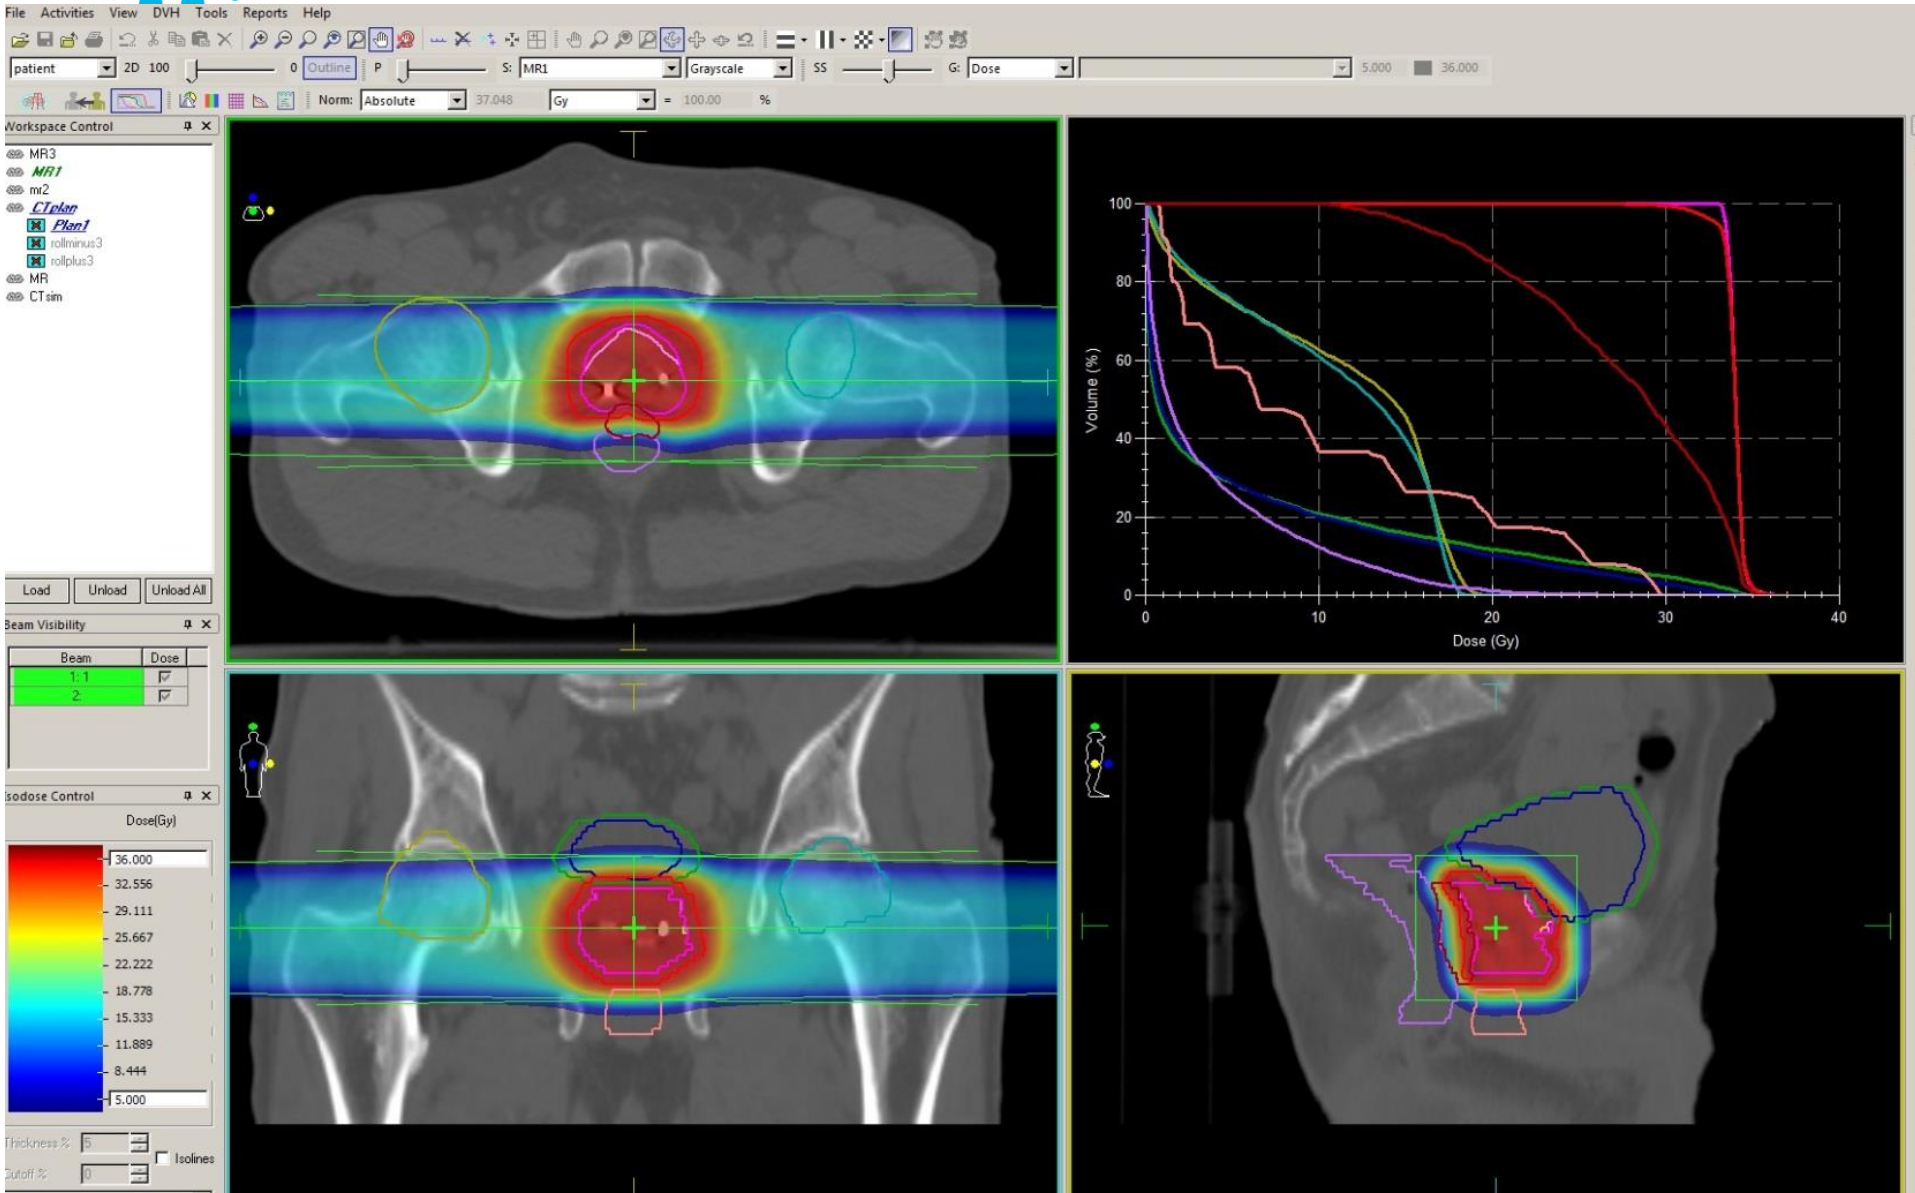 File Activities View DVH Tools Reports Help
patient 2D 100 0 Outline P S: MR1 Grayscale SS G: Dose 5.000 36.000
Norm: Absolute 37.048 Gy = 100.00 %
Workspace Control
MR3
MR1
mr2
CTplan
Plan1
rollminus3
rollplus3
MR
CTsim
Load Unload Unload All
Beam Visibility
Beam Dose
1: 1
2:
Isodose Control
Dose(Gy)
36.000
32.556
29.111
25.667
22.222
18.778
15.333
11.889
8.444
5.000
Thickness % 5
Isolines
Cutoff % 0
100
80
60
40
20
0
Volume (%)
0 10 20 30 40
Dose (Gy)